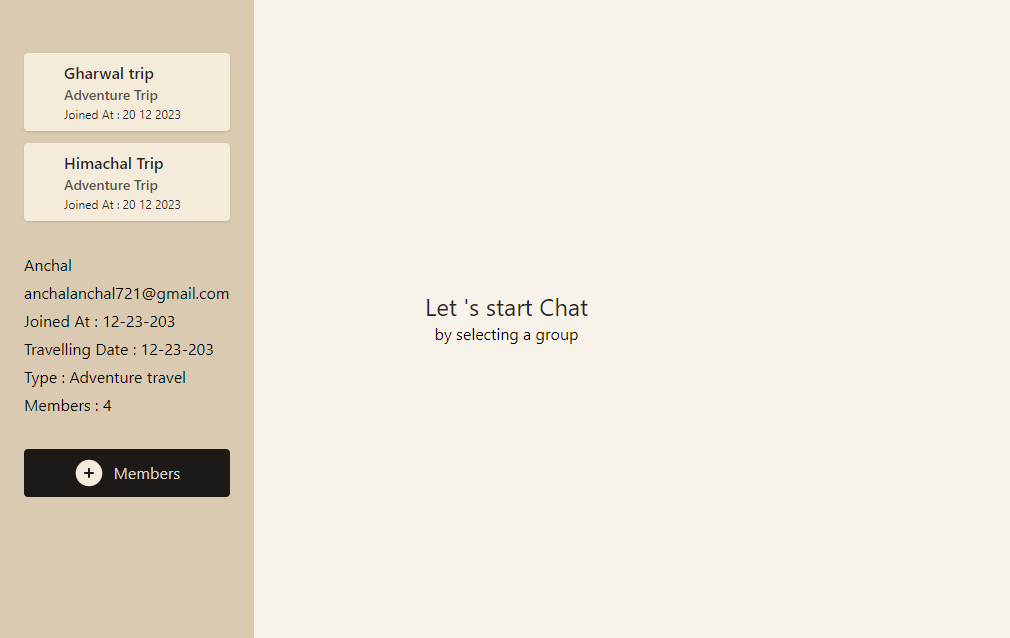 Gharwal trip
Adventure Trip
Joined At : 20 12 2023
Himachal Trip
Adventure Trip
Joined At : 20 12 2023
Anchal
anchalanchal721@gmail.com
Joined At : 12-23-203
Travelling Date : 12-23-203
Type : Adventure travel
Members : 4
+ Members
Let 's start Chat
by selecting a group